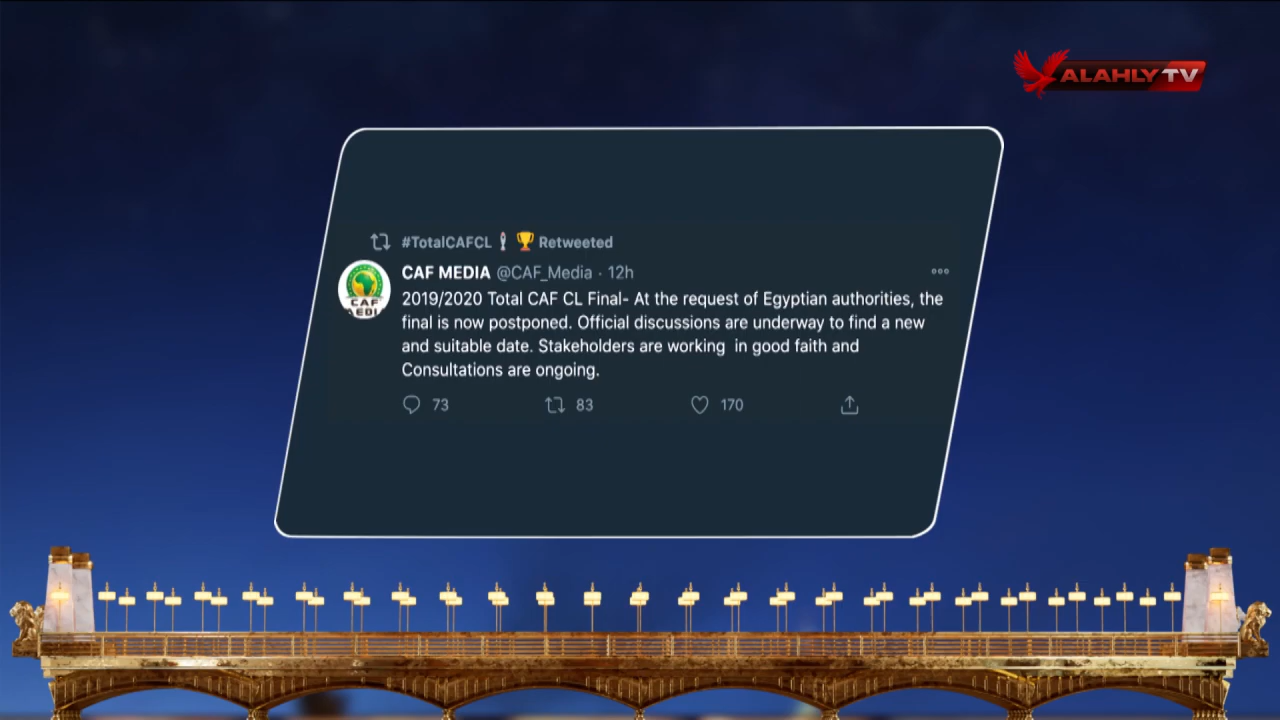 ALAHLY TV
#TotalCAFCL 🏆 Retweeted
CAF MEDIA @CAF_Media · 12h
2019/2020 Total CAF CL Final- At the request of Egyptian authorities, the
final is now postponed. Official discussions are underway to find a new
and suitable date. Stakeholders are working  in good faith and
Consultations are ongoing.
73 83 170
CAF